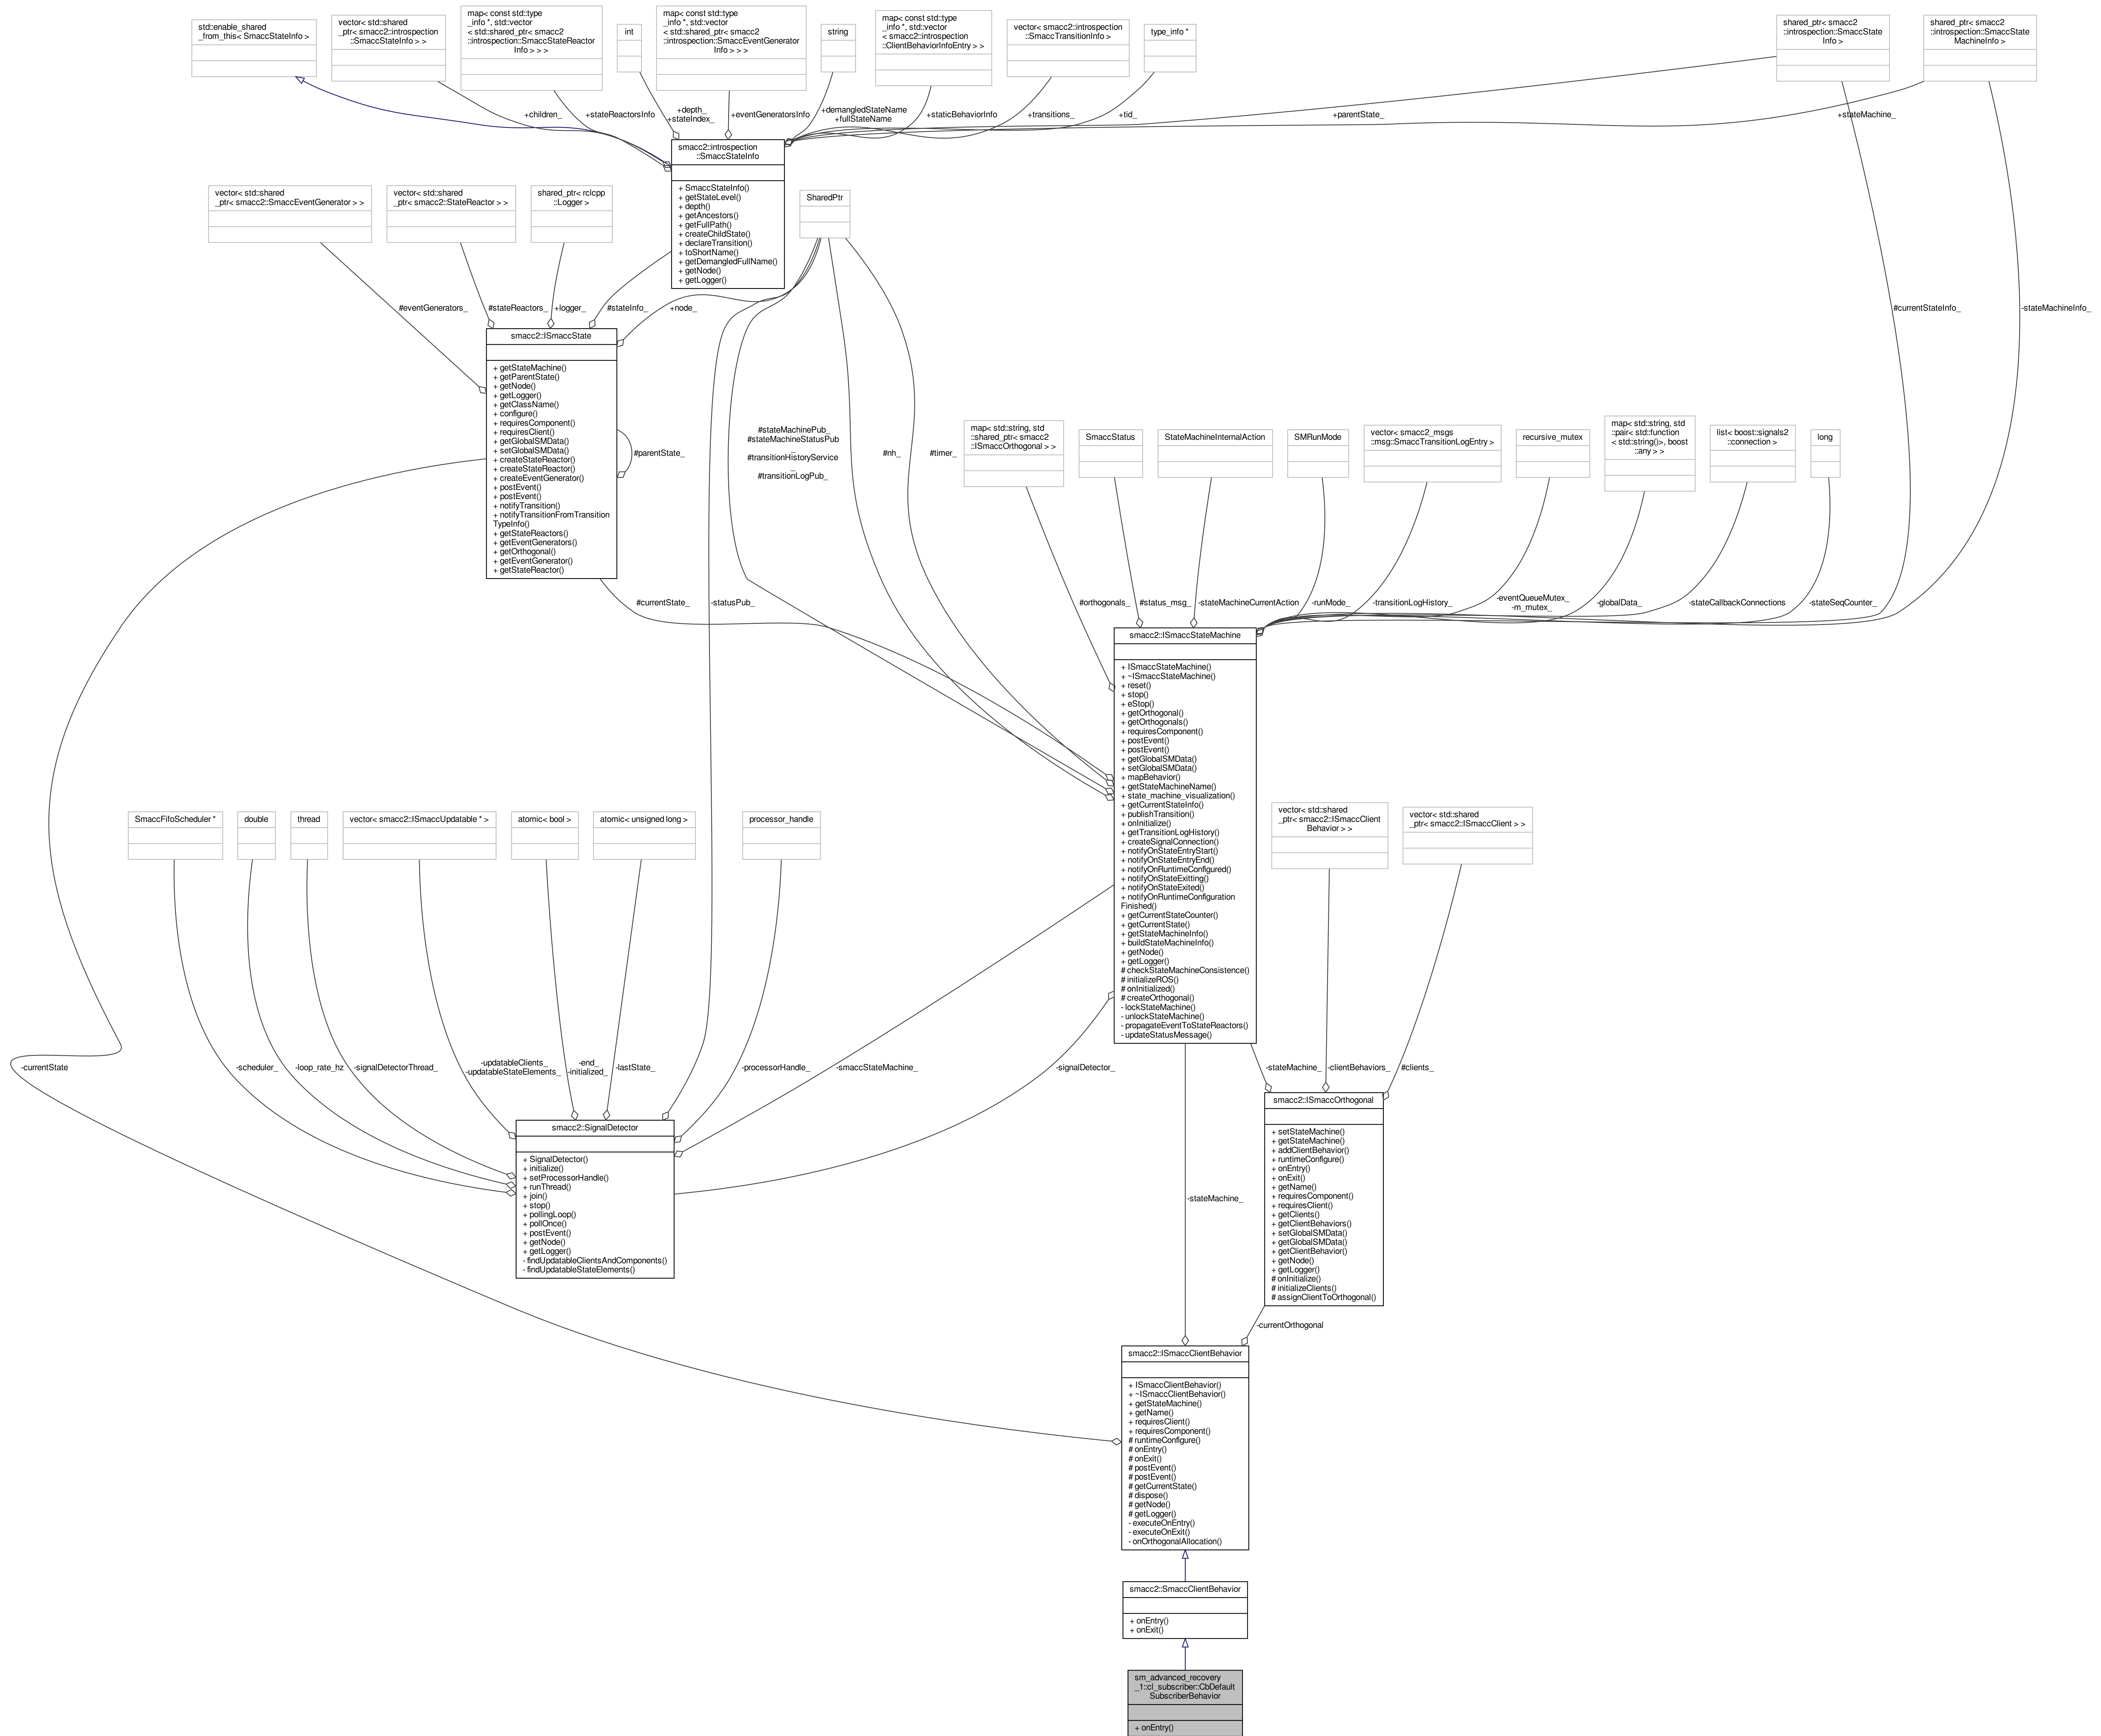 std::enable_shared
_from_this< SmaccStateInfo >
vector< std::shared
_ptr< smacc2::introspection
::SmaccStateInfo > >
map< const std::type
_info *, std::vector
< std::shared_ptr< smacc2
::introspection::SmaccStateReactor
Info > > >
int
map< const std::type
_info *, std::vector
< std::shared_ptr< smacc2
::introspection::SmaccEventGenerator
Info > > >
string
map< const std::type
_info *, std::vector
< smacc2::introspection
::ClientBehaviorInfoEntry > >
vector< smacc2::introspection
::SmaccTransitionInfo >
type_info *
shared_ptr< smacc2
::introspection::SmaccState
Info >
shared_ptr< smacc2
::introspection::SmaccState
MachineInfo >
+children_
+stateReactorsInfo
+depth_
+stateIndex_
+eventGeneratorsInfo
+demangledStateName
+fullStateName
+staticBehaviorInfo
+transitions_
+tid_
+parentState_
+stateMachine_
smacc2::introspection
::SmaccStateInfo
+ SmaccStateInfo()
+ getStateLevel()
+ depth()
+ getAncestors()
+ getFullPath()
+ createChildState()
+ declareTransition()
+ toShortName()
+ getDemangledFullName()
+ getNode()
+ getLogger()
vector< std::shared
_ptr< smacc2::SmaccEventGenerator > >
vector< std::shared
_ptr< smacc2::StateReactor > >
shared_ptr< rclcpp
::Logger >
SharedPtr
#eventGenerators_
#stateReactors_
+logger_
#stateInfo_
+node_
#currentStateInfo_
-stateMachineInfo_
smacc2::ISmaccState
+ getStateMachine()
+ getParentState()
+ getNode()
+ getLogger()
+ getClassName()
+ configure()
+ requiresComponent()
+ requiresClient()
+ getGlobalSMData()
+ setGlobalSMData()
+ createStateReactor()
+ createStateReactor()
+ createEventGenerator()
+ postEvent()
+ postEvent()
+ notifyTransition()
+ notifyTransitionFromTransition
TypeInfo()
+ getStateReactors()
+ getEventGenerators()
+ getOrthogonal()
+ getEventGenerator()
+ getStateReactor()
#parentState_
#stateMachinePub_
#stateMachineStatusPub
_
#transitionHistoryService
_
#transitionLogPub_
#nh_
#timer_
map< std::string, std
::shared_ptr< smacc2
::ISmaccOrthogonal > >
SmaccStatus
StateMachineInternalAction
SMRunMode
vector< smacc2_msgs
::msg::SmaccTransitionLogEntry >
recursive_mutex
map< std::string, std
::pair< std::function
< std::string()>, boost
::any > >
list< boost::signals2
::connection >
long
#currentState_
-statusPub_
#orthogonals_
#status_msg_
-stateMachineCurrentAction
-runMode_
-transitionLogHistory_
-eventQueueMutex_
-m_mutex_
-globalData_
-stateCallbackConnections
-stateSeqCounter_
smacc2::ISmaccStateMachine
+ ISmaccStateMachine()
+ ~ISmaccStateMachine()
+ reset()
+ stop()
+ eStop()
+ getOrthogonal()
+ getOrthogonals()
+ requiresComponent()
+ postEvent()
+ postEvent()
+ getGlobalSMData()
+ setGlobalSMData()
+ mapBehavior()
+ getStateMachineName()
+ state_machine_visualization()
+ getCurrentStateInfo()
+ publishTransition()
+ onInitialize()
+ getTransitionLogHistory()
+ createSignalConnection()
+ notifyOnStateEntryStart()
+ notifyOnStateEntryEnd()
+ notifyOnRuntimeConfigured()
+ notifyOnStateExitting()
+ notifyOnStateExited()
+ notifyOnRuntimeConfiguration
Finished()
+ getCurrentStateCounter()
+ getCurrentState()
+ getStateMachineInfo()
+ buildStateMachineInfo()
+ getNode()
+ getLogger()
# checkStateMachineConsistence()
# initializeROS()
# onInitialized()
# createOrthogonal()
- lockStateMachine()
- unlockStateMachine()
- propagateEventToStateReactors()
- updateStatusMessage()
SmaccFifoScheduler *
double
thread
vector< smacc2::ISmaccUpdatable * >
atomic< bool >
atomic< unsigned long >
processor_handle
vector< std::shared
_ptr< smacc2::ISmaccClient
Behavior > >
vector< std::shared
_ptr< smacc2::ISmaccClient > >
-currentState
-scheduler_
-loop_rate_hz
-signalDetectorThread_
-updatableClients_
-updatableStateElements_
-end_
-initialized_
-lastState_
-processorHandle_
-smaccStateMachine_
-signalDetector_
-stateMachine_
-clientBehaviors_
#clients_
smacc2::SignalDetector
+ SignalDetector()
+ initialize()
+ setProcessorHandle()
+ runThread()
+ join()
+ stop()
+ pollingLoop()
+ pollOnce()
+ postEvent()
+ getNode()
+ getLogger()
- findUpdatableClientsAndComponents()
- findUpdatableStateElements()
smacc2::ISmaccOrthogonal
+ setStateMachine()
+ getStateMachine()
+ addClientBehavior()
+ runtimeConfigure()
+ onEntry()
+ onExit()
+ getName()
+ requiresComponent()
+ requiresClient()
+ getClients()
+ getClientBehaviors()
+ setGlobalSMData()
+ getGlobalSMData()
+ getClientBehavior()
+ getNode()
+ getLogger()
# onInitialize()
# initializeClients()
# assignClientToOrthogonal()
-stateMachine_
-currentOrthogonal
smacc2::ISmaccClientBehavior
+ ISmaccClientBehavior()
+ ~ISmaccClientBehavior()
+ getStateMachine()
+ getName()
+ requiresClient()
+ requiresComponent()
# runtimeConfigure()
# onEntry()
# onExit()
# postEvent()
# postEvent()
# getCurrentState()
# dispose()
# getNode()
# getLogger()
- executeOnEntry()
- executeOnExit()
- onOrthogonalAllocation()
smacc2::SmaccClientBehavior
+ onEntry()
+ onExit()
sm_advanced_recovery
_1::cl_subscriber::CbDefault
SubscriberBehavior
+ onEntry()